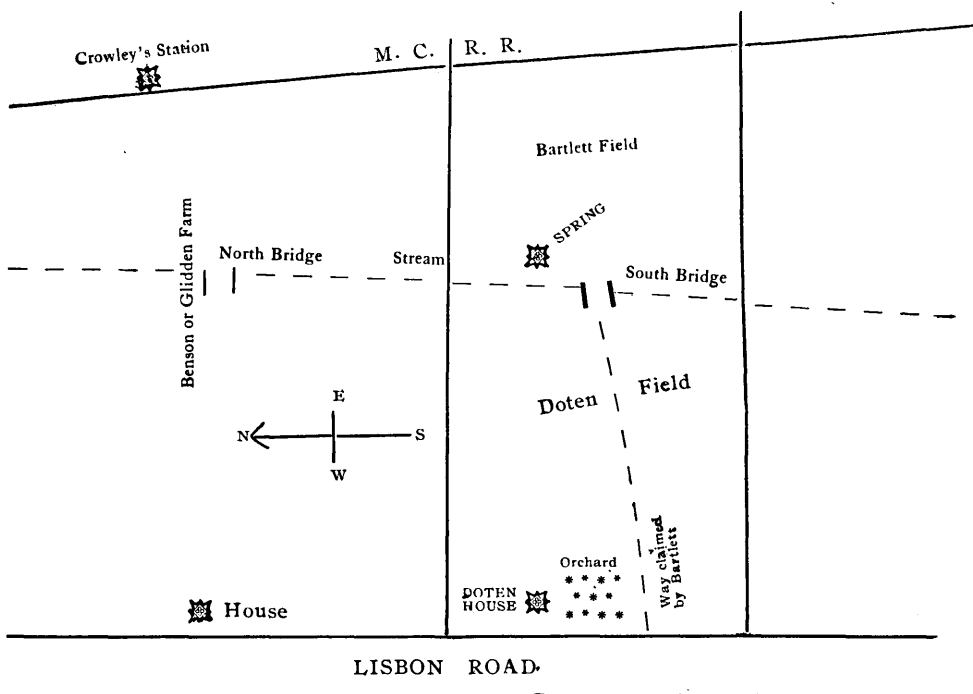 Crowley's Station
M. C. R. R.
Bartlett Field
SPRING
Benson or Glidden Farm
North Bridge
Stream
South Bridge
Doten Field
E
N S
W
Way claimed
by Bartlett
Orchard
DOTEN
HOUSE
House
LISBON ROAD.